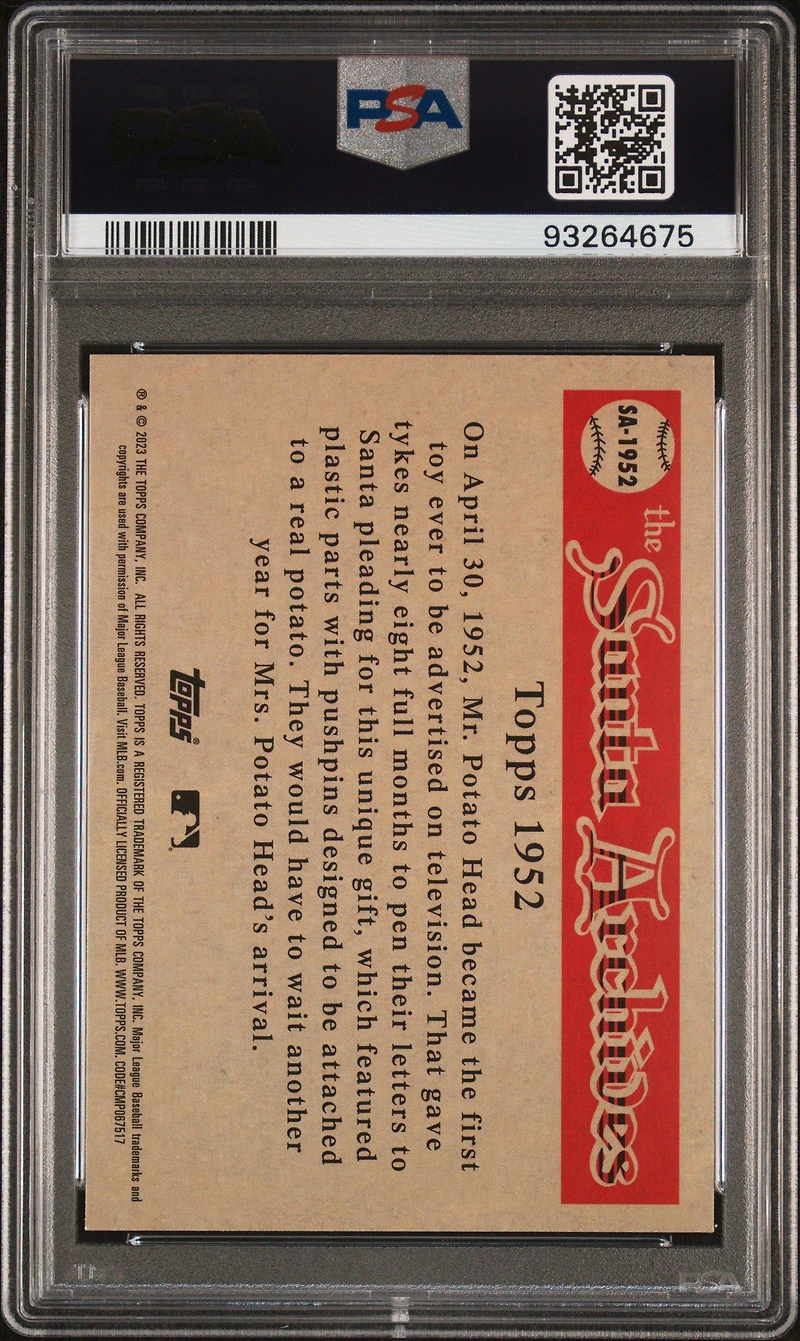 PSA
PSA
93264675
SA-1952
the Santa Archives
Topps 1952
On April 30, 1952, Mr. Potato Head became the first
toy ever to be advertised on television. That gave
tykes nearly eight full months to pen their letters to
Santa pleading for this unique gift, which featured
plastic parts with pushpins designed to be attached
to a real potato. They would have to wait another
year for Mrs. Potato Head's arrival.
topps®
® & © 2023 THE TOPPS COMPANY, INC. ALL RIGHTS RESERVED. TOPPS IS A REGISTERED TRADEMARK OF THE TOPPS COMPANY, INC. Major League Baseball trademarks and
copyrights are used with permission of Major League Baseball. Visit MLB.com. OFFICIALLY LICENSED PRODUCT OF MLB. WWW.TOPPS.COM. CODE#CMP067517
PSA